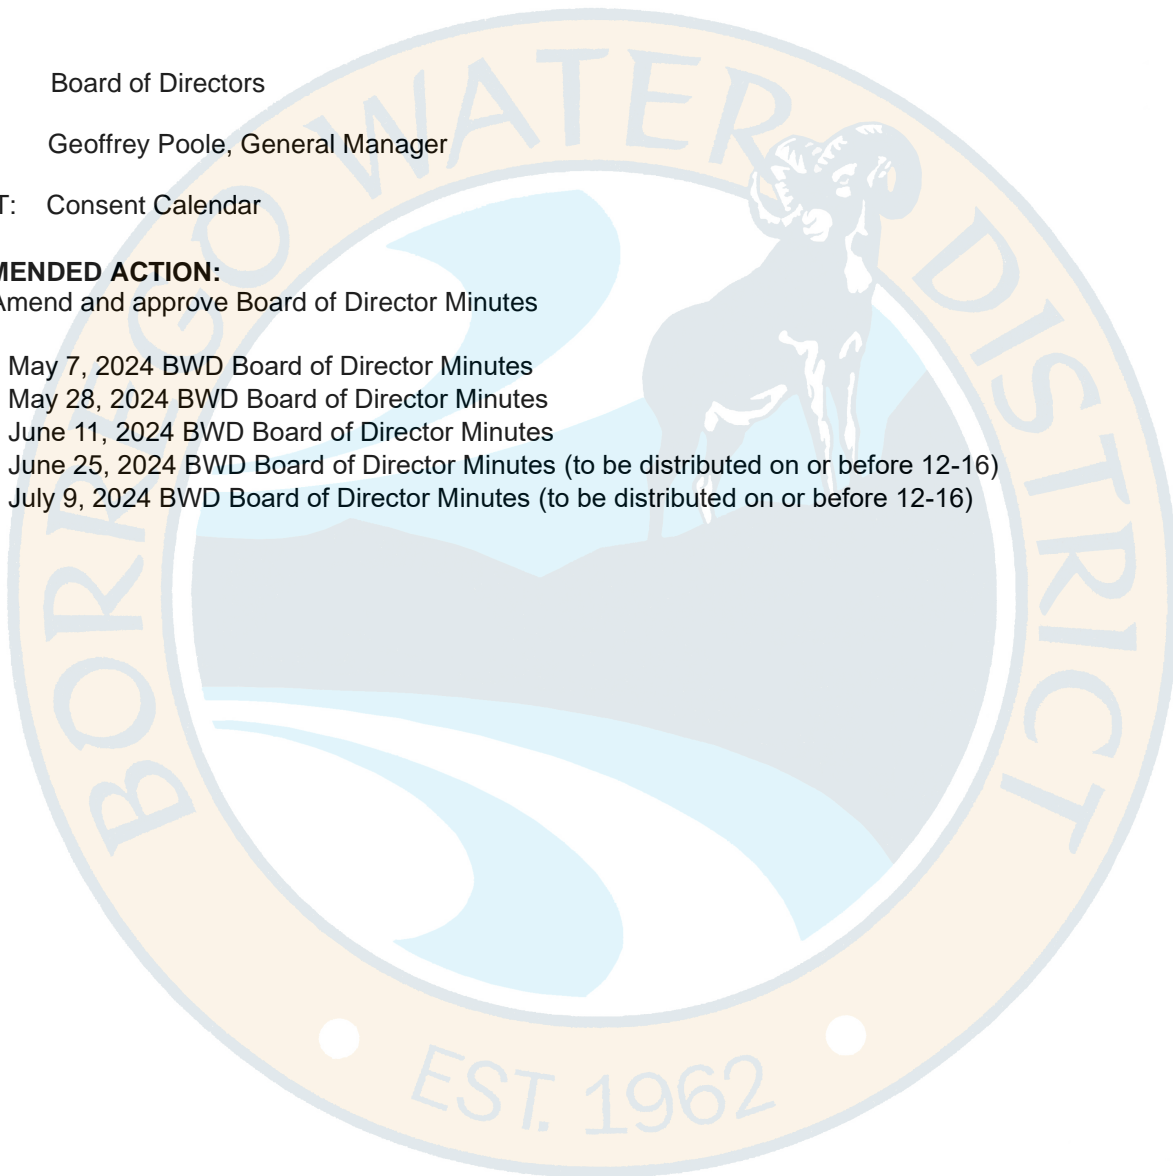 Board of Directors
Geoffrey Poole, General Manager
T: Consent Calendar
MENDED ACTION:
Amend and approve Board of Director Minutes
May 7, 2024 BWD Board of Director Minutes
May 28, 2024 BWD Board of Director Minutes
June 11, 2024 BWD Board of Director Minutes
June 25, 2024 BWD Board of Director Minutes (to be distributed on or before 12-16)
July 9, 2024 BWD Board of Director Minutes (to be distributed on or before 12-16)
BORREGO WATER DISTRICT
EST. 1962